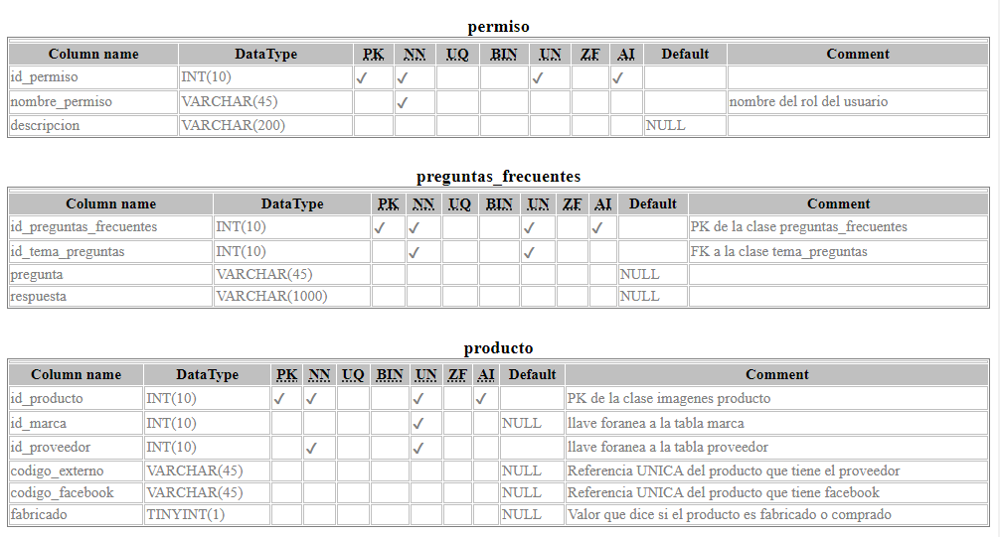 permiso
Column name DataType PK NN UQ BIN UN ZF AI Default Comment
id_permiso INT(10) ✓ ✓ ✓ ✓
nombre_permiso VARCHAR(45) ✓ nombre del rol del usuario
descripcion VARCHAR(200) NULL
preguntas_frecuentes
Column name DataType PK NN UQ BIN UN ZF AI Default Comment
id_preguntas_frecuentes INT(10) ✓ ✓ ✓ ✓ PK de la clase preguntas_frecuentes
id_tema_preguntas INT(10) ✓ ✓ FK a la clase tema_preguntas
pregunta VARCHAR(45) NULL
respuesta VARCHAR(1000) NULL
producto
Column name DataType PK NN UQ BIN UN ZF AI Default Comment
id_producto INT(10) ✓ ✓ ✓ ✓ PK de la clase imagenes producto
id_marca INT(10) ✓ NULL llave foranea a la tabla marca
id_proveedor INT(10) ✓ ✓ llave foranea a la tabla proveedor
codigo_externo VARCHAR(45) NULL Referencia UNICA del producto que tiene el proveedor
codigo_facebook VARCHAR(45) NULL Referencia UNICA del producto que tiene facebook
fabricado TINYINT(1) NULL Valor que dice si el producto es fabricado o comprado